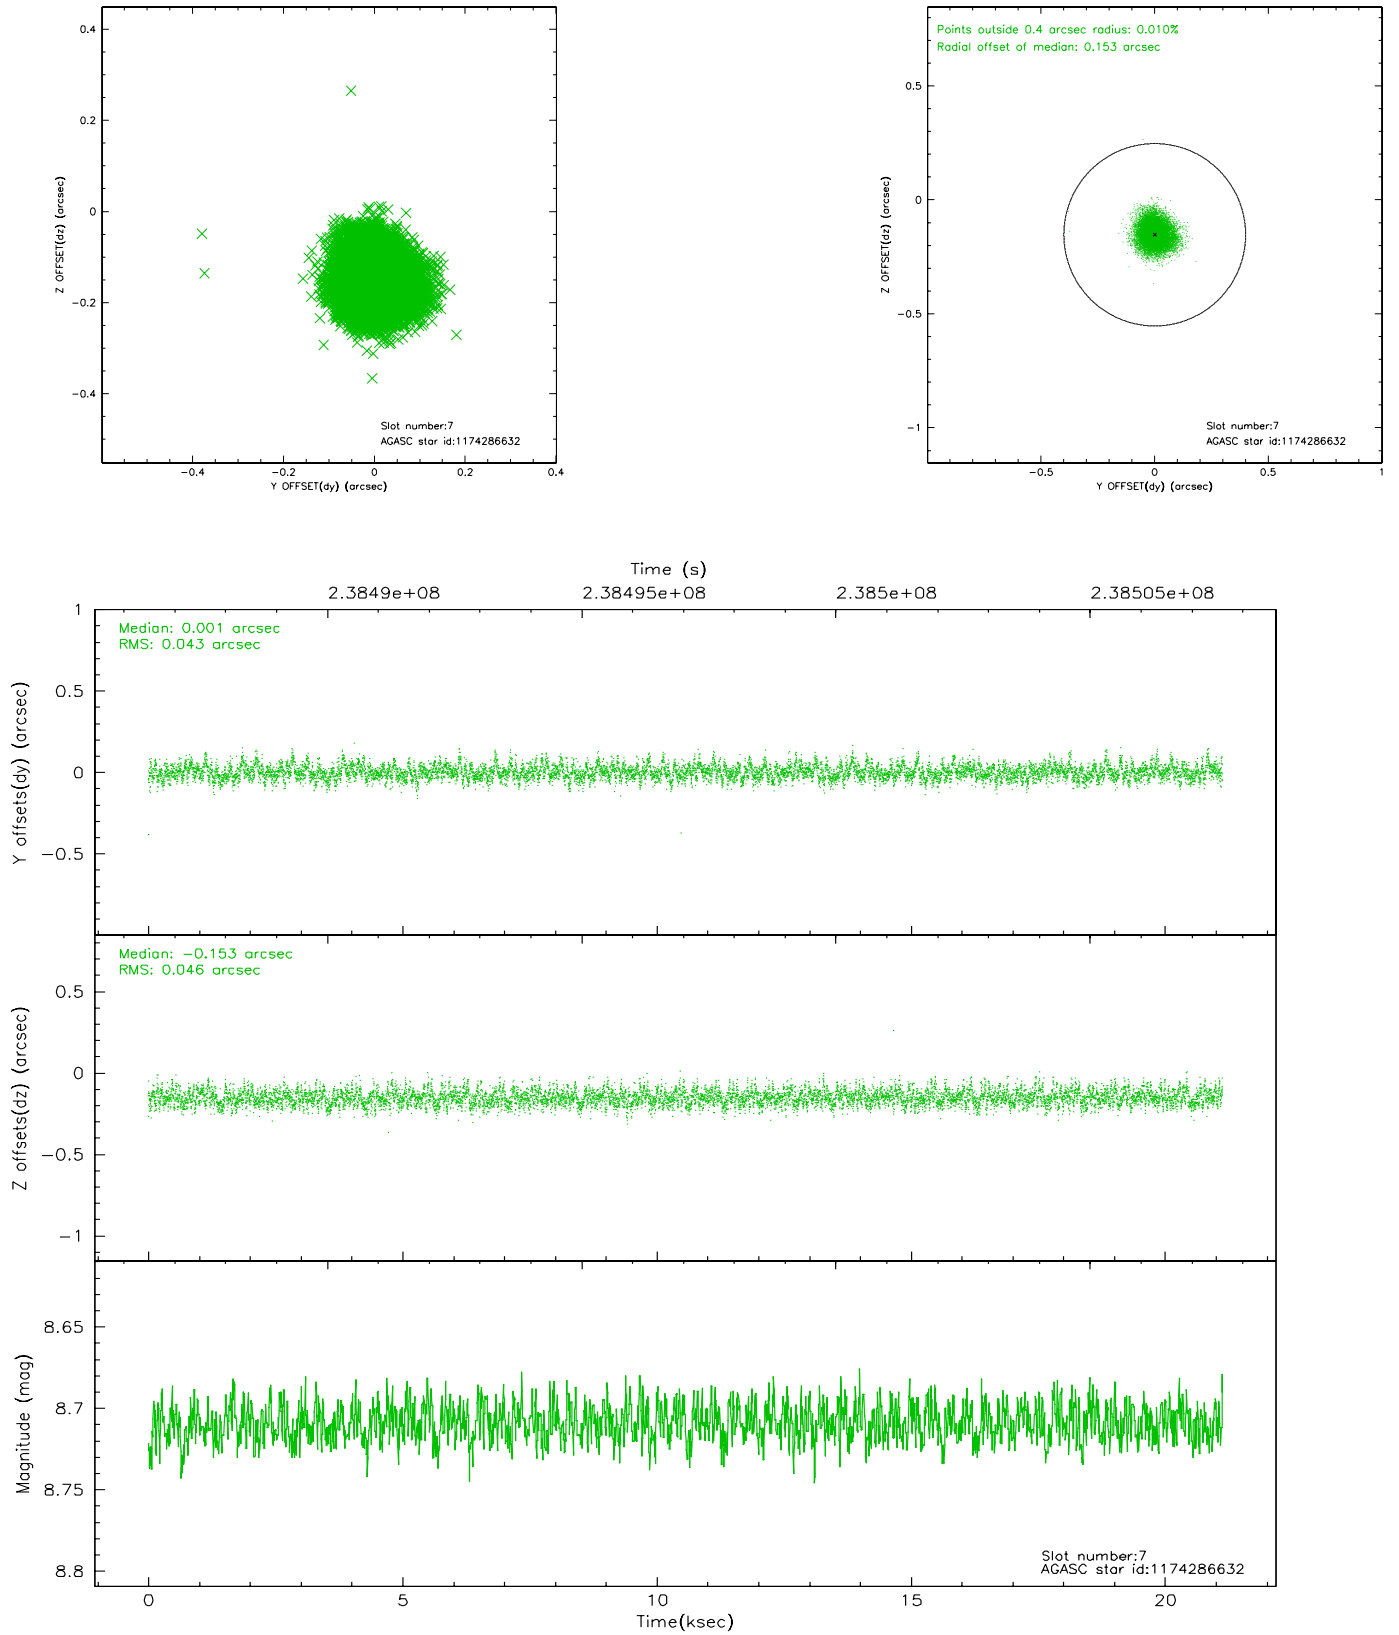 0.4
0.2
0
−0.2
−0.4
Z OFFSET(dz) (arcsec)
Slot number:7
AGASC star id:1174286632
−0.4
−0.2
0
0.2
0.4
Y OFFSET(dy) (arcsec)
Points outside 0.4 arcsec radius: 0.010%
Radial offset of median: 0.153 arcsec
0.5
0
−0.5
−1
Z OFFSET(dz) (arcsec)
Slot number:7
AGASC star id:1174286632
−0.5
0
0.5
1
Y OFFSET(dy) (arcsec)
Time (s)
2.3849e+08
2.38495e+08
2.385e+08
2.38505e+08
Median: 0.001 arcsec
RMS: 0.043 arcsec
1
0.5
0
−0.5
Y offsets(dy) (arcsec)
Median: −0.153 arcsec
RMS: 0.046 arcsec
0.5
0
−0.5
−1
Z offsets(dz) (arcsec)
8.65
8.7
8.75
8.8
Magnitude (mag)
Slot number:7
AGASC star id:1174286632
0
5
10
15
20
Time(ksec)